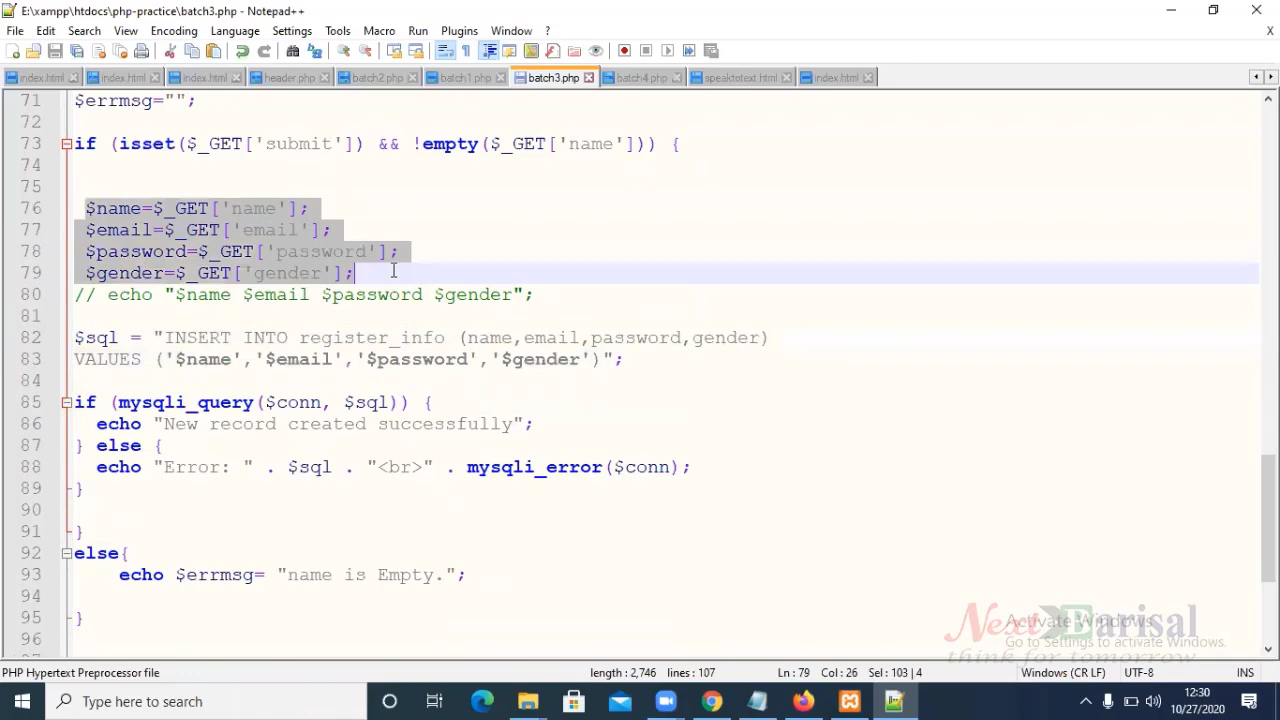 E:\xampp\htdocs\php-practice\batch3.php - Notepad++
File Edit Search View Encoding Language Settings Tools Macro Run Plugins Window ?
X
index.html index.html index.html header.php batch2.php batch1.php batch3.php batch4.php speaktotext.html index.html
71 $errmsg="";
72
73 if (isset($_GET['submit']) && !empty($_GET['name'])) {
74
75
76 $name=$_GET['name'];
77 $email=$_GET['email'];
78 $password=$_GET['password'];
79 $gender=$_GET['gender'];
80 // echo "$name $email $password $gender";
81
82 $sql = "INSERT INTO register_info (name,email,password,gender)
83 VALUES ('$name','$email','$password','$gender')";
84
85 if (mysqli_query($conn, $sql)) {
86 echo "New record created successfully";
87 } else {
88 echo "Error: " . $sql . "<br>" . mysqli_error($conn);
89 }
90
91 }
92 else{
93 echo $errmsg= "name is Empty.";
94
95 }
96
Next Barisal
think for tomorrow
Activate Windows
Go to Settings to activate Windows.
PHP Hypertext Preprocessor file length : 2,746 lines : 107 Ln : 79 Col : 26 Sel : 103 | 4 Windows (CR LF) UTF-8 INS
Type here to search
12:30
10/27/2020